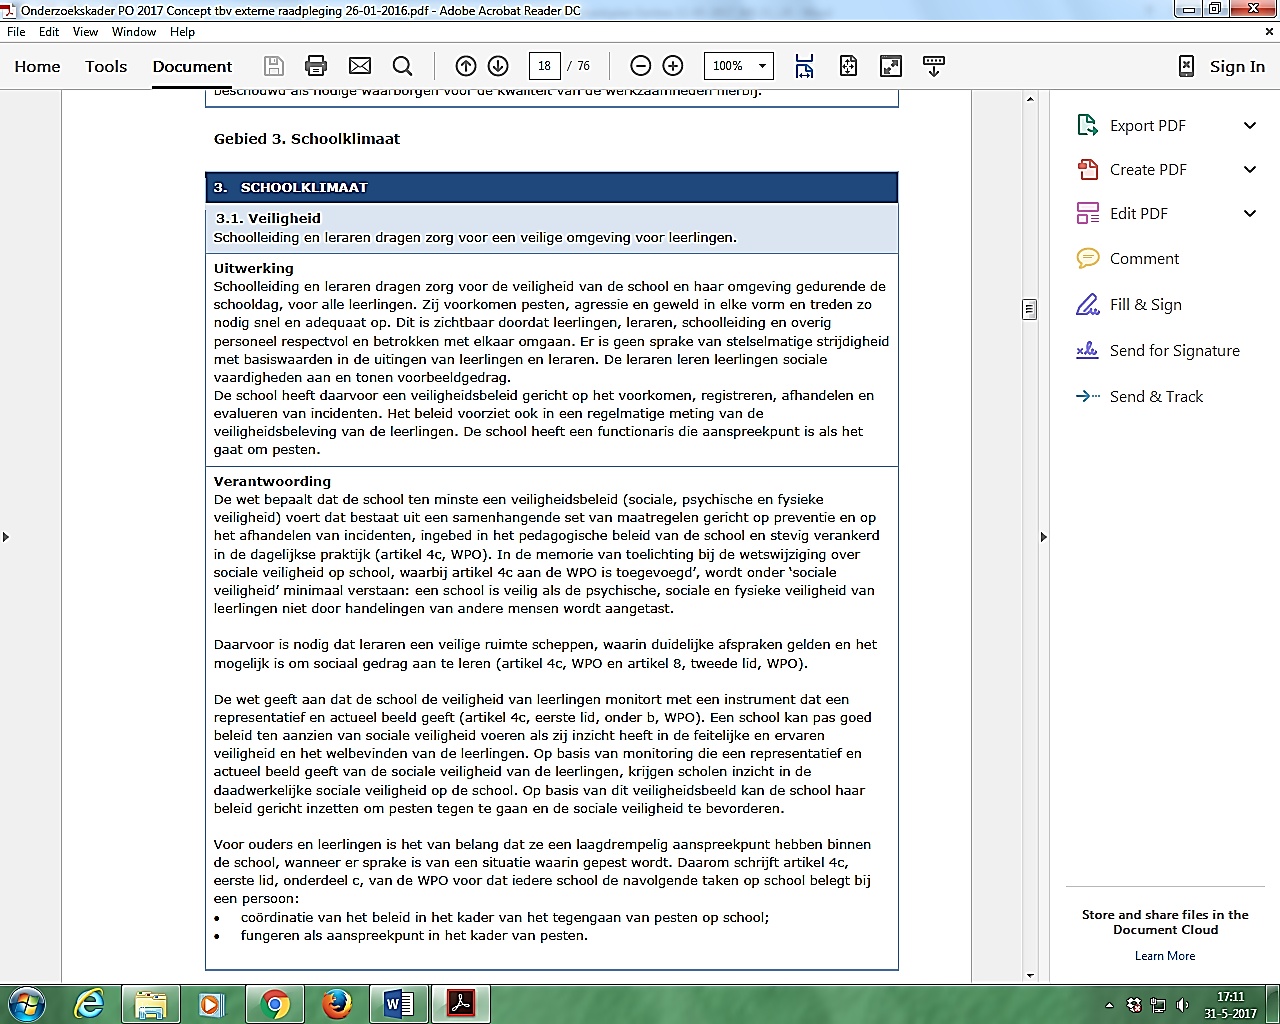 Onderzoekskader PO 2017 Concept tbv externe raadpleging 26-01-2016.pdf - Adobe Acrobat Reader DC
File Edit View Window Help
Home Tools Document 18 / 76 100% Sign In
beschouwd als nodige waarborgen voor de kwaliteit van de werkzaamheden hierbij.
Gebied 3. Schoolklimaat
3. SCHOOLKLIMAAT
3.1. Veiligheid
Schoolleiding en leraren dragen zorg voor een veilige omgeving voor leerlingen.
Uitwerking
Schoolleiding en leraren dragen zorg voor de veiligheid van de school en haar omgeving gedurende de
schooldag, voor alle leerlingen. Zij voorkomen pesten, agressie en geweld in elke vorm en treden zo
nodig snel en adequaat op. Dit is zichtbaar doordat leerlingen, leraren, schoolleiding en overig
personeel respectvol en betrokken met elkaar omgaan. Er is geen sprake van stelselmatige strijdigheid
met basiswaarden in de uitingen van leerlingen en leraren. De leraren leren leerlingen sociale
vaardigheden aan en tonen voorbeeldgedrag.
De school heeft daarvoor een veiligheidsbeleid gericht op het voorkomen, registreren, afhandelen en
evalueren van incidenten. Het beleid voorziet ook in een regelmatige meting van de
veiligheidsbeleving van de leerlingen. De school heeft een functionaris die aanspreekpunt is als het
gaat om pesten.
Verantwoording
De wet bepaalt dat de school ten minste een veiligheidsbeleid (sociale, psychische en fysieke
veiligheid) voert dat bestaat uit een samenhangende set van maatregelen gericht op preventie en op
het afhandelen van incidenten, ingebed in het pedagogische beleid van de school en stevig verankerd
in de dagelijkse praktijk (artikel 4c, WPO). In de memorie van toelichting bij de wetswijziging over
sociale veiligheid op school, waarbij artikel 4c aan de WPO is toegevoegd’, wordt onder ‘sociale
veiligheid’ minimaal verstaan: een school is veilig als de psychische, sociale en fysieke veiligheid van
leerlingen niet door handelingen van andere mensen wordt aangetast.
Daarvoor is nodig dat leraren een veilige ruimte scheppen, waarin duidelijke afspraken gelden en het
mogelijk is om sociaal gedrag aan te leren (artikel 4c, WPO en artikel 8, tweede lid, WPO).
De wet geeft aan dat de school de veiligheid van leerlingen monitort met een instrument dat een
representatief en actueel beeld geeft (artikel 4c, eerste lid, onder b, WPO). Een school kan pas goed
beleid ten aanzien van sociale veiligheid voeren als zij inzicht heeft in de feitelijke en ervaren
veiligheid en het welbevinden van de leerlingen. Op basis van monitoring die een representatief en
actueel beeld geeft van de sociale veiligheid van de leerlingen, krijgen scholen inzicht in de
daadwerkelijke sociale veiligheid op de school. Op basis van dit veiligheidsbeeld kan de school haar
beleid gericht inzetten om pesten tegen te gaan en de sociale veiligheid te bevorderen.
Voor ouders en leerlingen is het van belang dat ze een laagdrempelig aanspreekpunt hebben binnen
de school, wanneer er sprake is van een situatie waarin gepest wordt. Daarom schrijft artikel 4c,
eerste lid, onderdeel c, van de WPO voor dat iedere school de navolgende taken op school belegt bij
een persoon:
• coördinatie van het beleid in het kader van het tegengaan van pesten op school;
• fungeren als aanspreekpunt in het kader van pesten.
Export PDF
Create PDF
Edit PDF
Comment
Fill & Sign
Send for Signature
Send & Track
Store and share files in the
Document Cloud
Learn More
17:11
31-5-2017